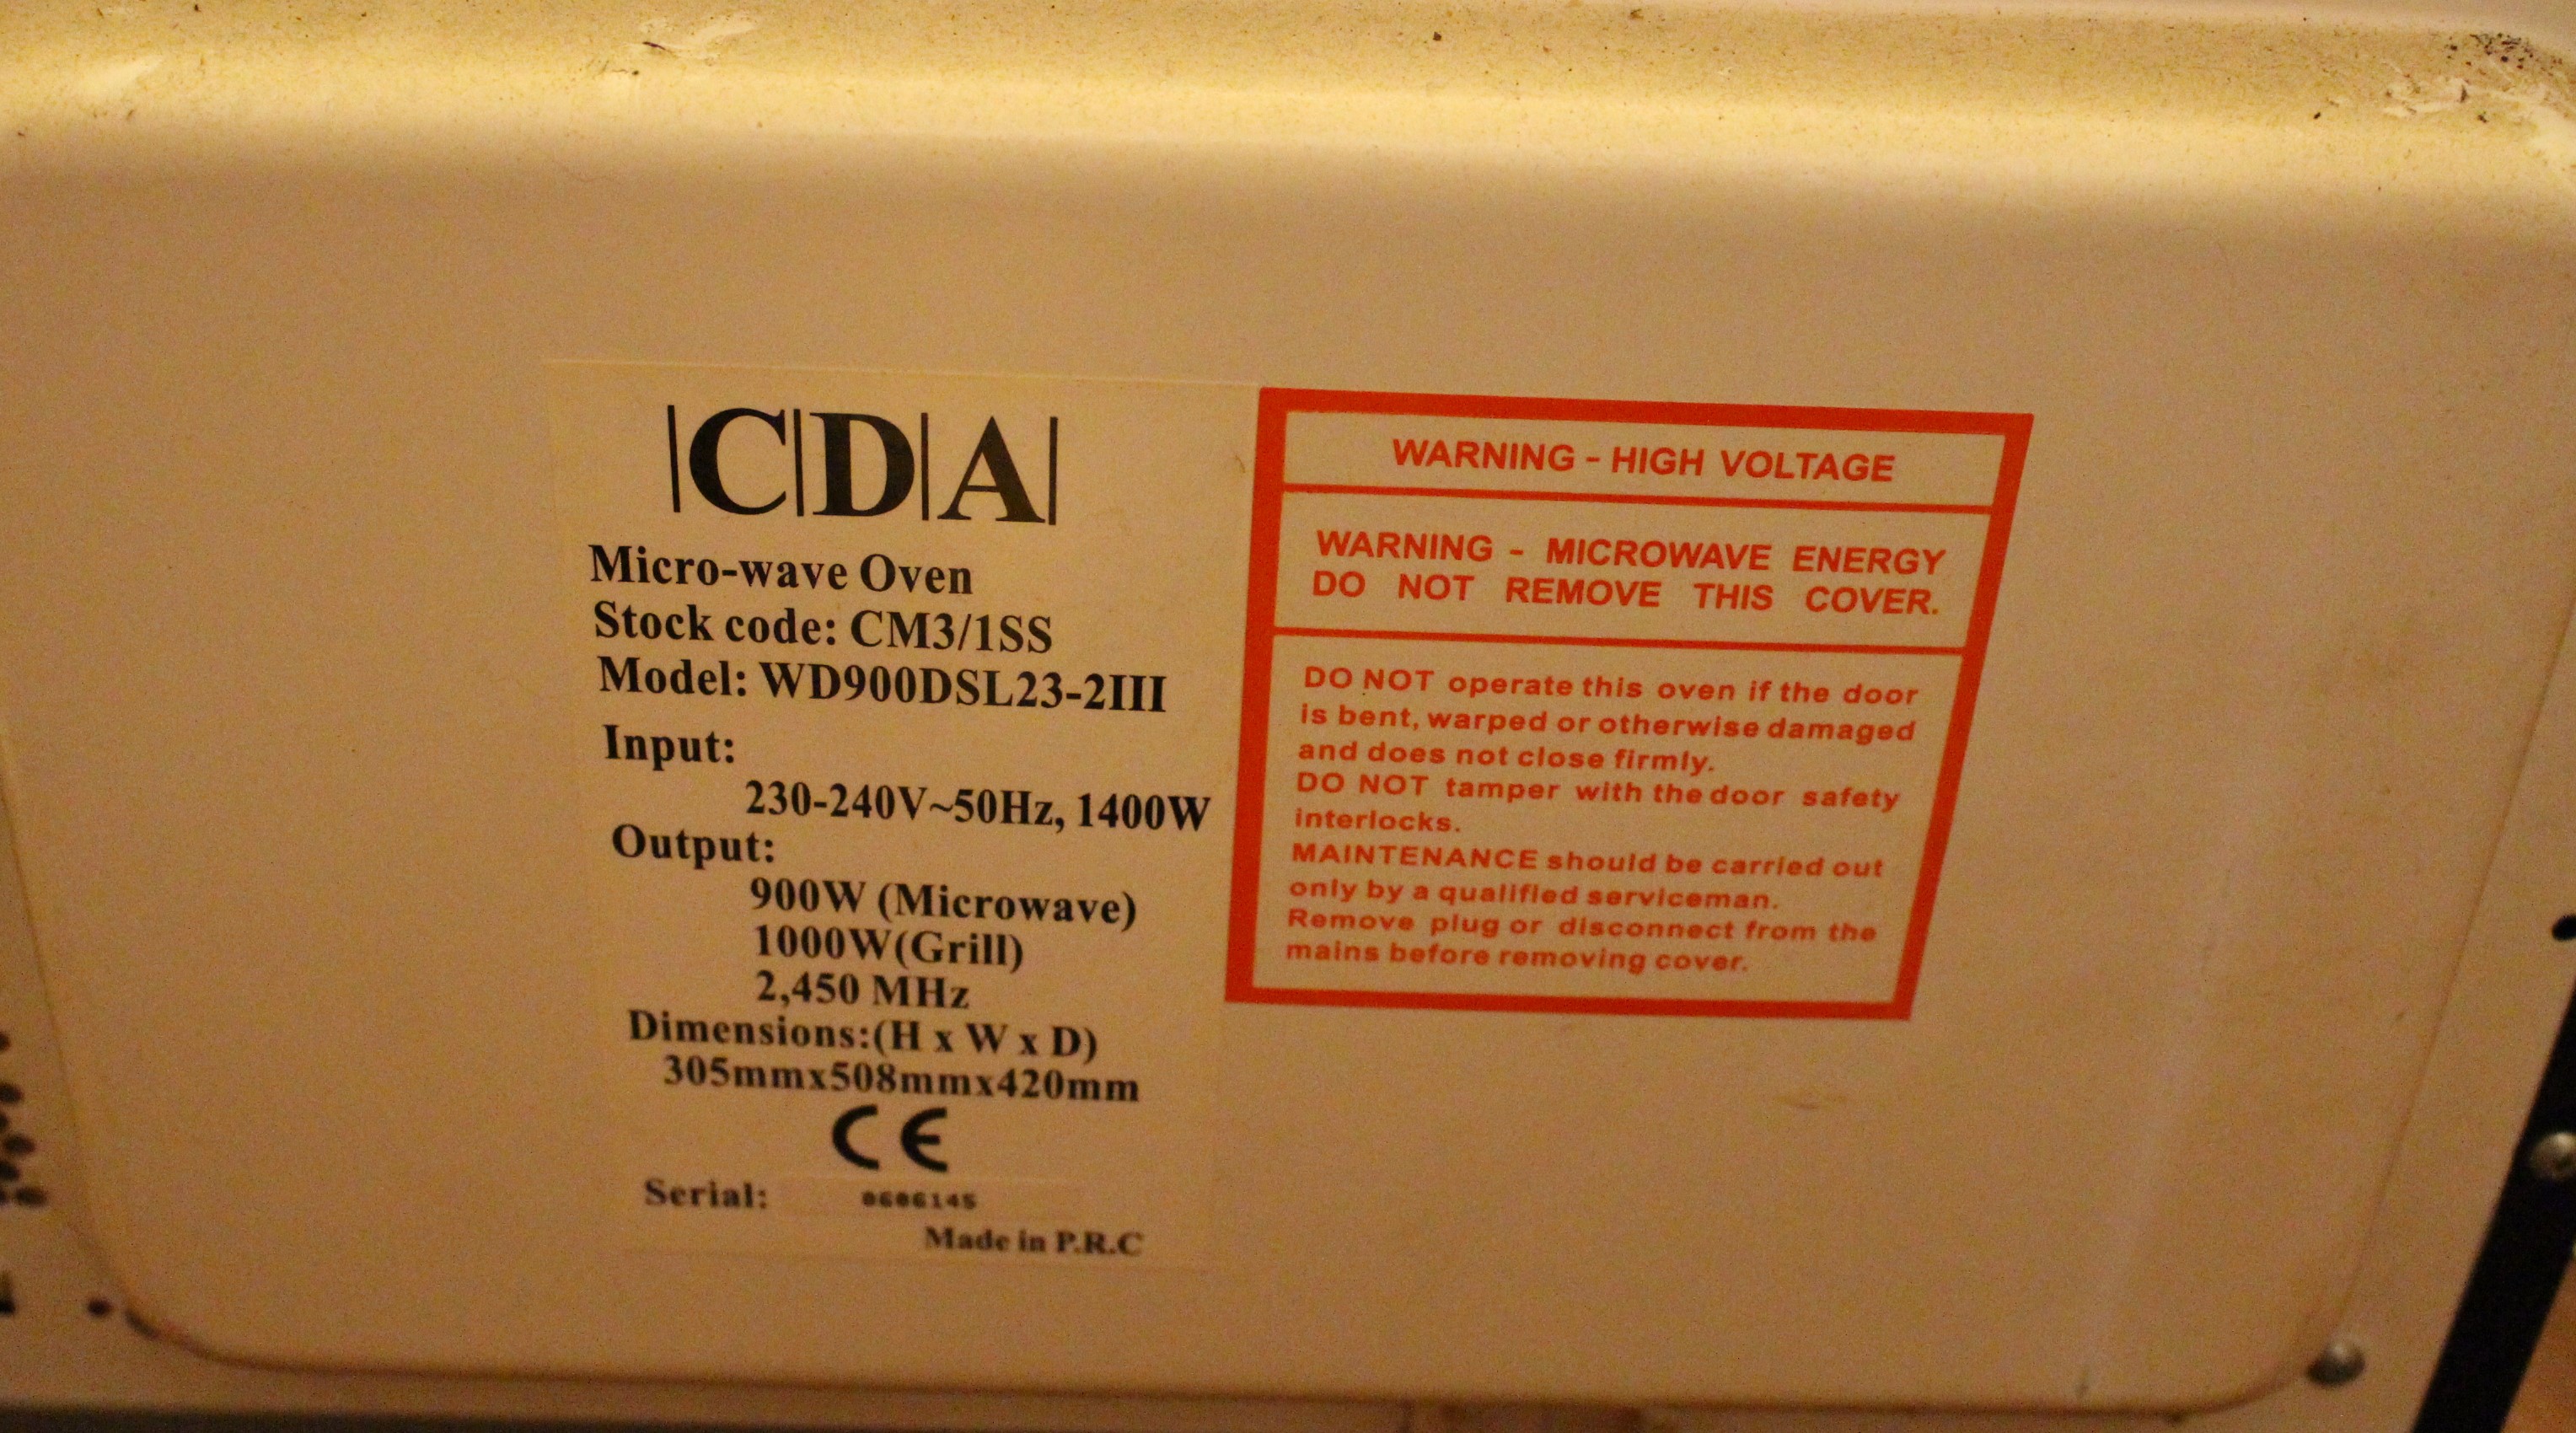 |C|D|A|
Micro-wave Oven
Stock code: CM3/1SS
Model: WD900DSL23-2III
Input:
230-240V~50Hz, 1400W
Output:
900W (Microwave)
1000W(Grill)
2,450 MHz
Dimensions:(H x W x D)
305mmx508mmx420mm
CE
Serial: 0606145
Made in P.R.C
WARNING - HIGH VOLTAGE
WARNING - MICROWAVE ENERGY
DO NOT REMOVE THIS COVER.
DO NOT operate this oven if the door
is bent, warped or otherwise damaged
and does not close firmly.
DO NOT tamper with the door safety
interlocks.
MAINTENANCE should be carried out
only by a qualified serviceman.
Remove plug or disconnect from the
mains before removing cover.